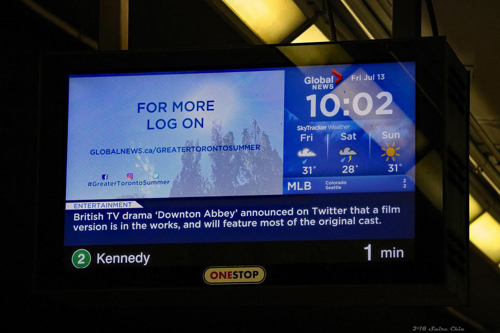 FOR MORE
LOG ON
GLOBALNEWS.ca/GREATERTORONTOSUMMER
#GreaterTorontoSummer
Global
NEWS
Fri Jul 13
10:02
SkyTracker Weather
Fri Sat Sun
31° 28° 31°
MLB
Colorado 2
Seattle
ENTERTAINMENT
British TV drama 'Downton Abbey' announced on Twitter that a film
version is in the works, and will feature most of the original cast.
2 Kennedy
1 min
ONESTOP